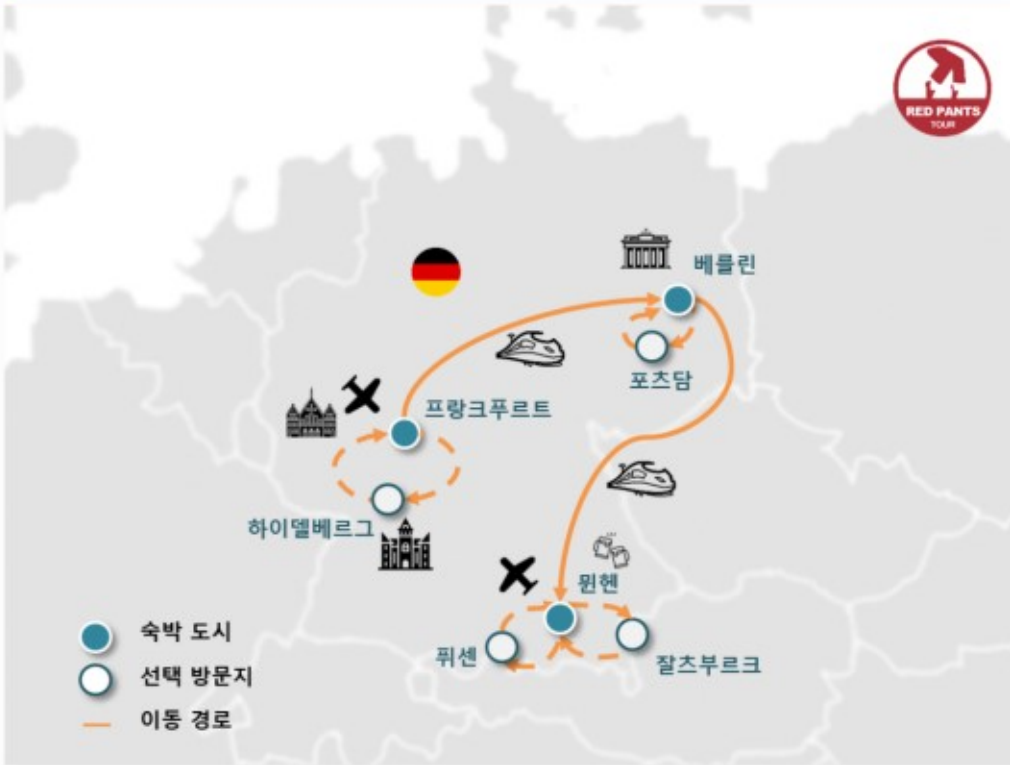 RED PANTS
TOUR
베를린
포츠담
프랑크푸르트
하이델베르그
뮌헨
퓌센
잘츠부르크
숙박 도시
선택 방문지
이동 경로